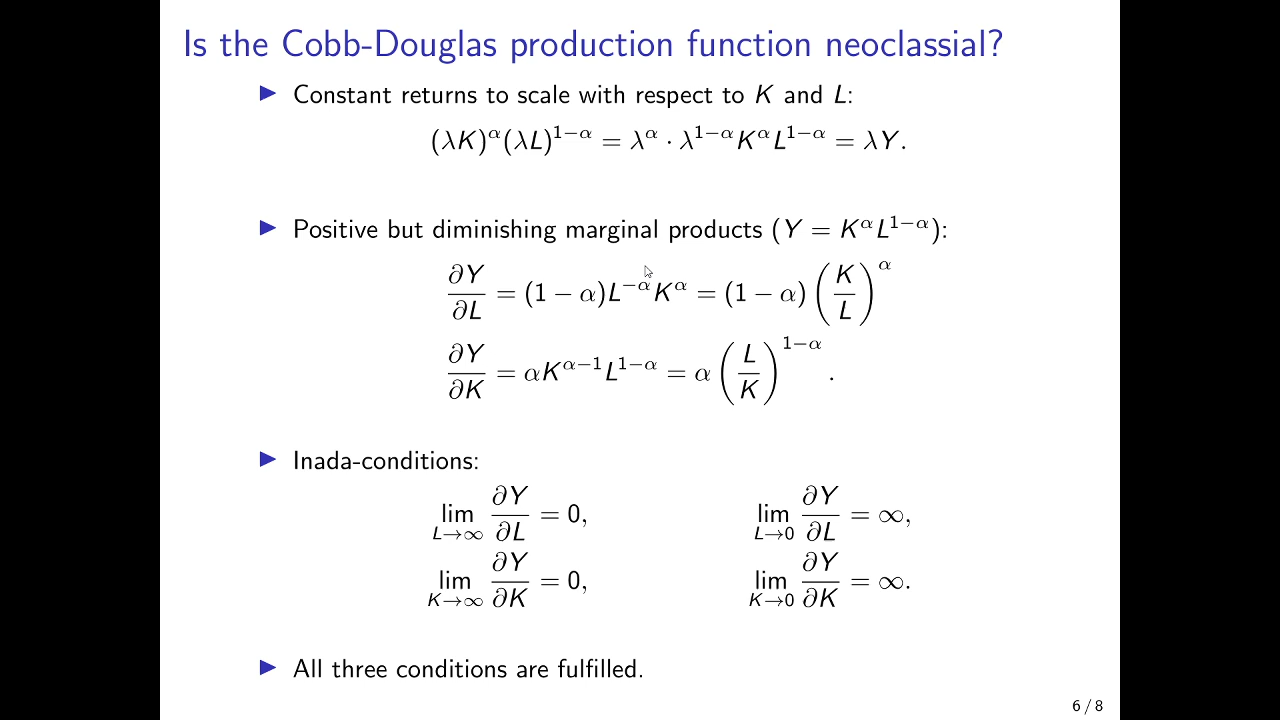 Is the Cobb-Douglas production function neoclassial?
▶ Constant returns to scale with respect to K and L:
(λK)^α(λL)^{1−α} = λ^α · λ^{1−α}K^αL^{1−α} = λY.
▶ Positive but diminishing marginal products (Y = K^αL^{1−α}):
∂Y/∂L = (1 − α)L^{−α}K^α = (1 − α)(K/L)^α
∂Y/∂K = αK^{α−1}L^{1−α} = α(L/K)^{1−α}.
▶ Inada-conditions:
lim_{L→∞} ∂Y/∂L = 0, lim_{L→0} ∂Y/∂L = ∞,
lim_{K→∞} ∂Y/∂K = 0, lim_{K→0} ∂Y/∂K = ∞.
▶ All three conditions are fulfilled.
6 / 8